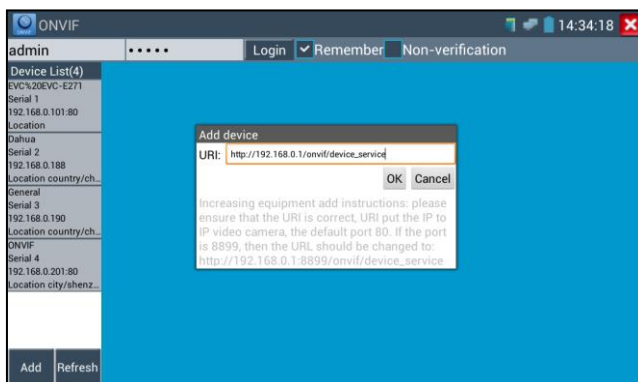 ONVIF
14:34:18
admin
•••••
Login
Remember
Non-verification
Device List(4)
EVC%20EVC-E271
Serial 1
192.168.0.101:80
Location
Dahua
Serial 2
192.168.0.188
Location country/ch...
General
Serial 3
192.168.0.190
Location country/ch...
ONVIF
Serial 4
192.168.0.201:80
Location city/shenz...
Add
Refresh
Add device
URI: http://192.168.0.1/onvif/device_service
OK
Cancel
Increasing equipment add instructions: please
ensure that the URI is correct, URI put the IP to
IP video camera, the default port 80. If the port
is 8899, then the URL should be changed to:
http://192.168.0.1:8899/onvif/device_service